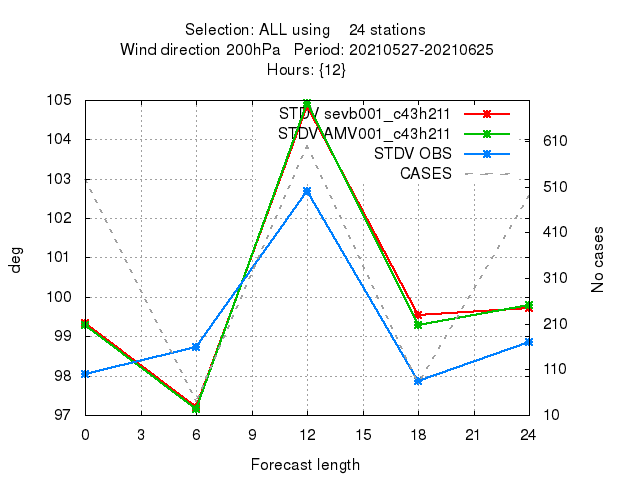 Selection: ALL using    24 stations
Wind direction 200hPa   Period: 20210527-20210625
Hours: {12}
STDV sevb001_c43h211
STDV AMV001_c43h211
STDV OBS
CASES
105
104
103
102
101
100
99
98
97
deg
610
510
410
310
210
110
10
No cases
0 3 6 9 12 15 18 21 24
Forecast length